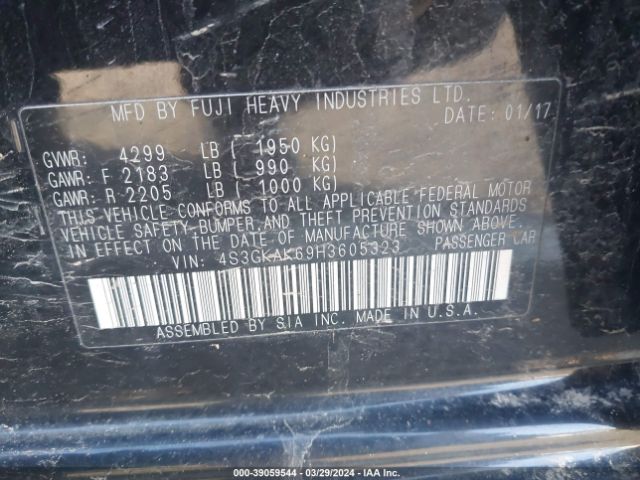 MFD BY FUJI HEAVY INDUSTRIES LTD.
DATE: 01/17
GVWR: 4299 LB ( 1950 KG)
GAWR: F 2183 LB ( 990 KG)
GAWR: R 2205 LB ( 1000 KG)
THIS VEHICLE CONFORMS TO ALL APPLICABLE FEDERAL MOTOR
VEHICLE SAFETY, BUMPER, AND THEFT PREVENTION STANDARDS
IN EFFECT ON THE DATE OF MANUFACTURE SHOWN ABOVE.
VIN: 4S3GKAK69H3605323 PASSENGER CAR
ASSEMBLED BY SIA INC. MADE IN U.S.A.
000-39059544 - 03/29/2024 - IAA Inc.